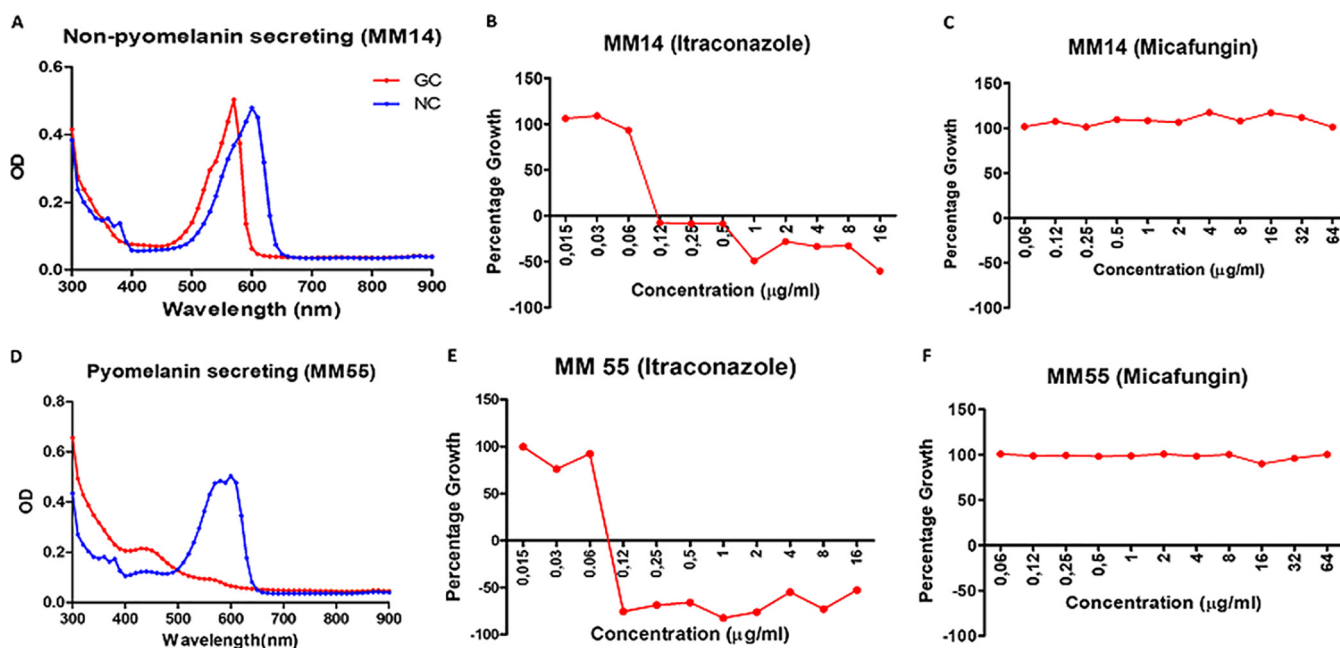 A
Non-pyomelanin secreting (MM14)
GC
NC
OD
0.6
0.4
0.2
0.0
300 400 500 600 700 800 900
Wavelength (nm)
B
MM14 (Itraconazole)
Percentage Growth
150
100
50
0
-50
-100
0,015 0,03 0,06 0,12 0,25 0,5 1 2 4 8 16
Concentration (µg/ml)
C
MM14 (Micafungin)
Percentage Growth
150
100
50
0
-50
-100
0,06 0.12 0.25 0.5 1 2 4 8 16 32 64
Concentration (µg/ml)
D
Pyomelanin secreting (MM55)
OD
0.8
0.6
0.4
0.2
0.0
300 400 500 600 700 800 900
Wavelength(nm)
E
MM 55 (Itraconazole)
Percentage Growth
150
100
50
0
-50
-100
0,015 0,03 0.06 0,12 0,25 0,5 1 2 4 8 16
Concentration (µg/ml)
F
MM55 (Micafungin)
Percentage Growth
150
100
50
0
-50
-100
0,06 0,12 0,25 0,5 1 2 4 8 16 32 64
Concentration (µg/ml)